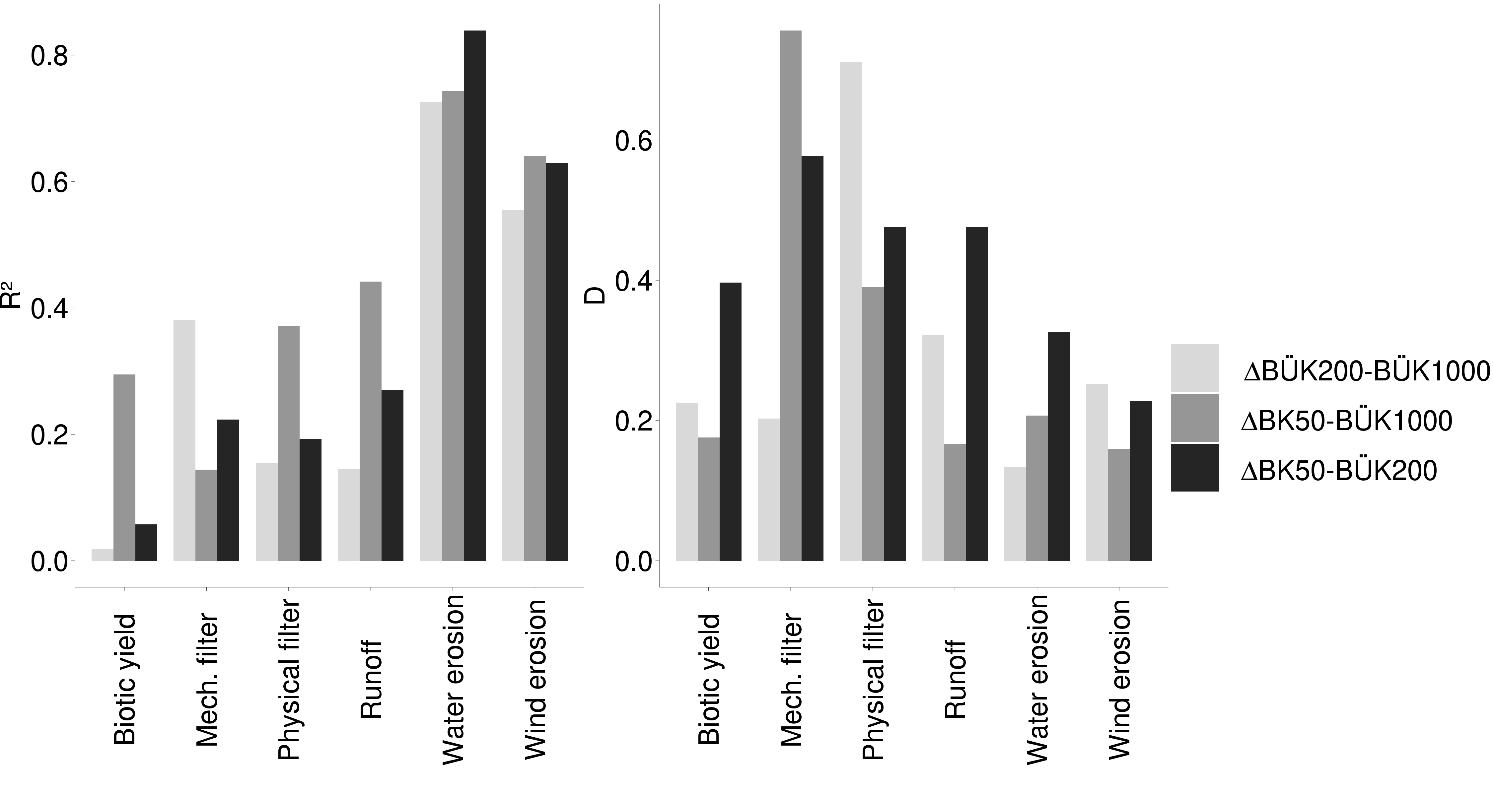 R²
0.8
0.6
0.4
0.2
0.0
Biotic yield
Mech. filter
Physical filter
Runoff
Water erosion
Wind erosion
D
0.6
0.4
0.2
0.0
Biotic yield
Mech. filter
Physical filter
Runoff
Water erosion
Wind erosion
ΔBÜK200-BÜK1000
ΔBK50-BÜK1000
ΔBK50-BÜK200